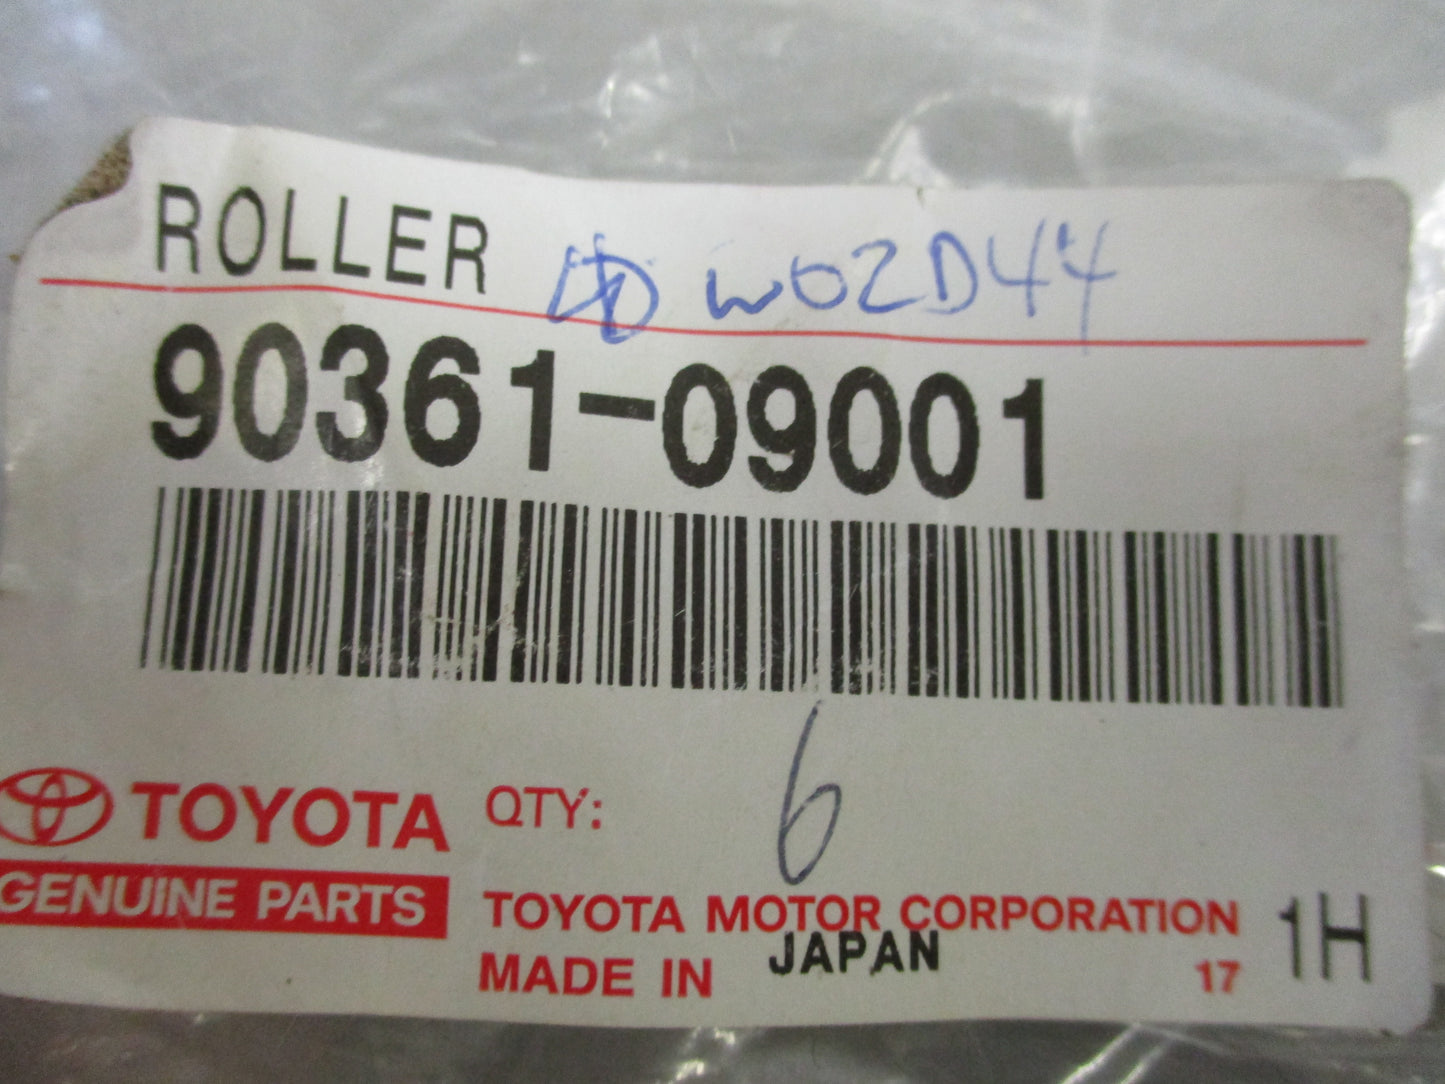 ROLLER W02D44
90361-09001
TOYOTA QTY: 6
GENUINE PARTS
TOYOTA MOTOR CORPORATION 1H
MADE IN JAPAN 17